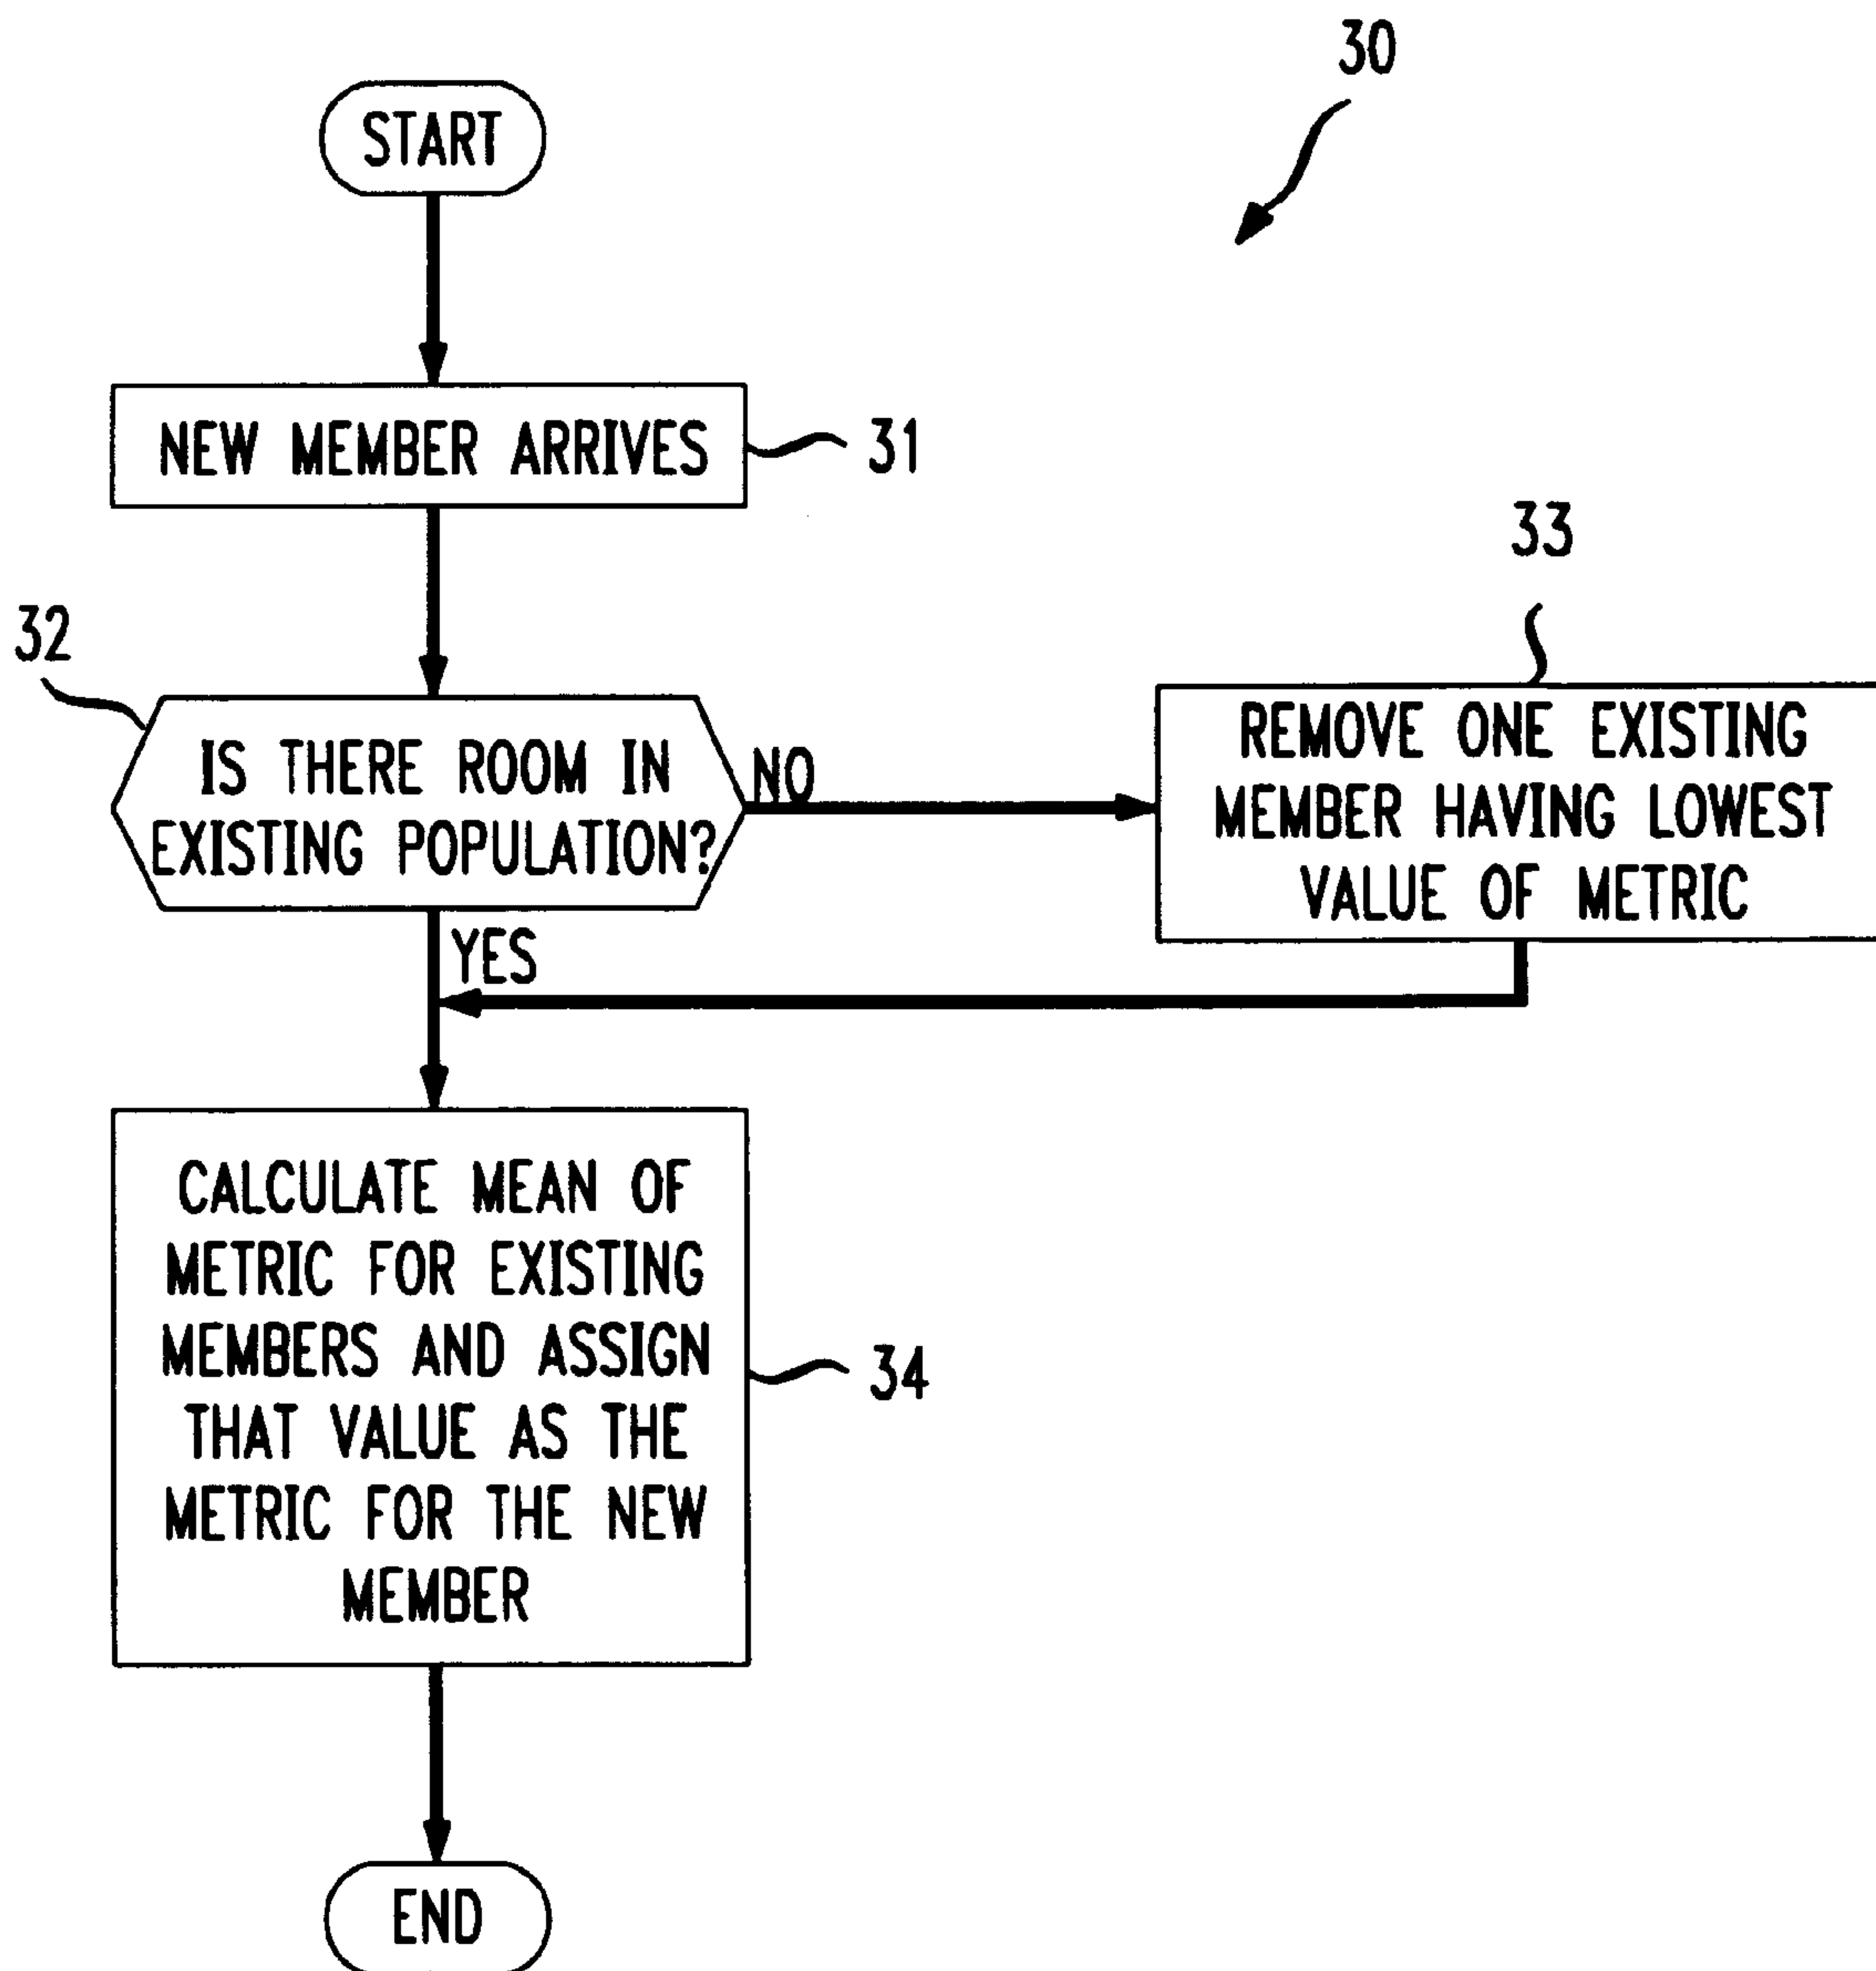 30
START
NEW MEMBER ARRIVES
31
32
IS THERE ROOM IN
EXISTING POPULATION?
NO
33
REMOVE ONE EXISTING
MEMBER HAVING LOWEST
VALUE OF METRIC
YES
CALCULATE MEAN OF
METRIC FOR EXISTING
MEMBERS AND ASSIGN
THAT VALUE AS THE
METRIC FOR THE NEW
MEMBER
34
END